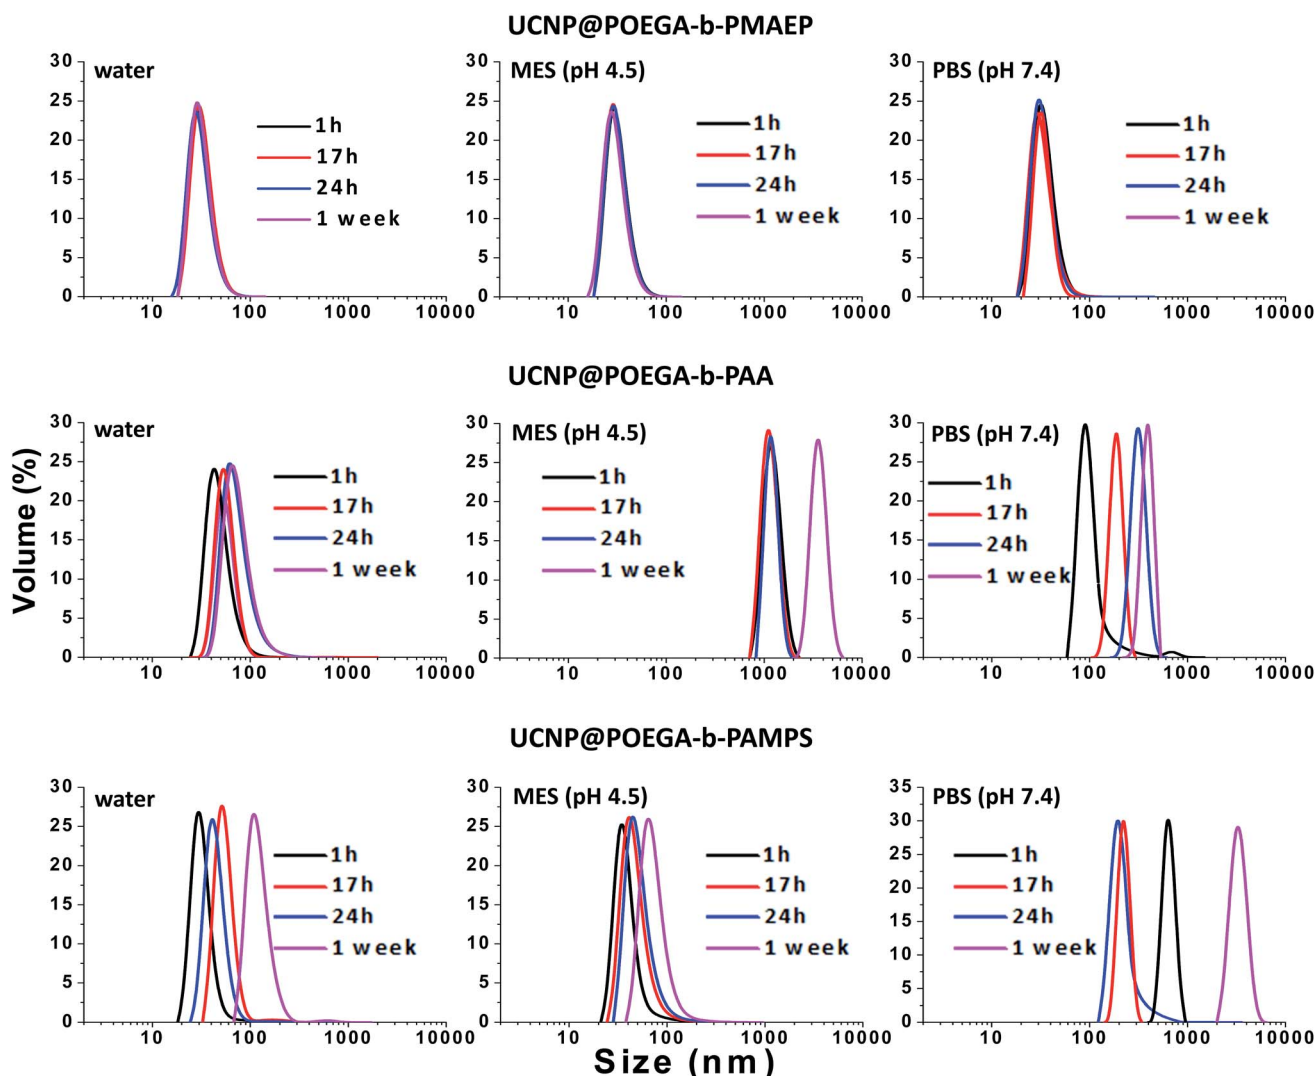 UCNP@POEGA-b-PMAEP
water
MES (pH 4.5)
PBS (pH 7.4)
30
25
20
15
10
5
0
10 100 1000 10000
1h
17h
24h
1 week
30
25
20
15
10
5
0
10 100 1000 10000
1h
17h
24h
1 week
30
25
20
15
10
5
0
10 100 1000 10000
1h
17h
24h
1 week
UCNP@POEGA-b-PAA
Volume (%)
water
MES (pH 4.5)
PBS (pH 7.4)
30
25
20
15
10
5
0
10 100 1000 10000
1h
17h
24h
1 week
30
25
20
15
10
5
0
10 100 1000 10000
1h
17h
24h
1 week
30
25
20
15
10
5
0
10 100 1000 10000
1h
17h
24h
1 week
UCNP@POEGA-b-PAMPS
water
MES (pH 4.5)
PBS (pH 7.4)
30
25
20
15
10
5
0
10 100 1000 10000
1h
17h
24h
1 week
30
25
20
15
10
5
0
10 100 1000 10000
1h
17h
24h
1 week
35
30
25
20
15
10
5
0
10 100 1000 10000
1h
17h
24h
1 week
Size (nm)